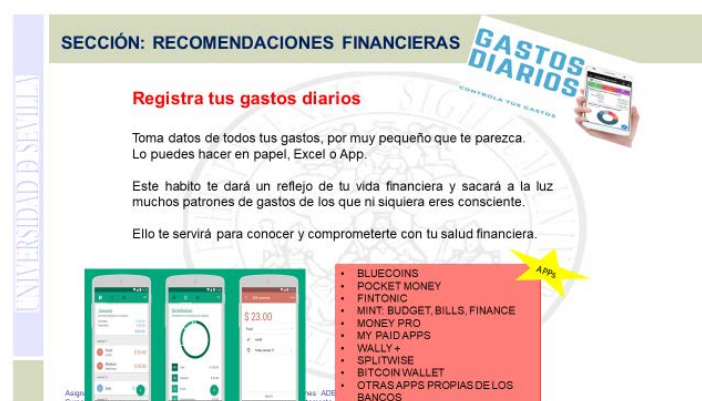 SECCIÓN: RECOMENDACIONES FINANCIERAS
GASTOS
DIARIOS
CONTROLA TUS GASTOS
UNIVERSIDAD D SEVILLA
Registra tus gastos diarios
Toma datos de todos tus gastos, por muy pequeño que te parezca.
Lo puedes hacer en papel, Excel o App.
Este habito te dará un reflejo de tu vida financiera y sacará a la luz
muchos patrones de gastos de los que ni siquiera eres consciente.
Ello te servirá para conocer y comprometerte con tu salud financiera.
APPs
$ 23.00
• BLUECOINS
• POCKET MONEY
• FINTONIC
• MINT: BUDGET, BILLS, FINANCE
• MONEY PRO
• MY PAID APPS
• WALLY +
• SPLITWISE
• BITCOIN WALLET
• OTRAS APPS PROPIAS DE LOS
BANCOS